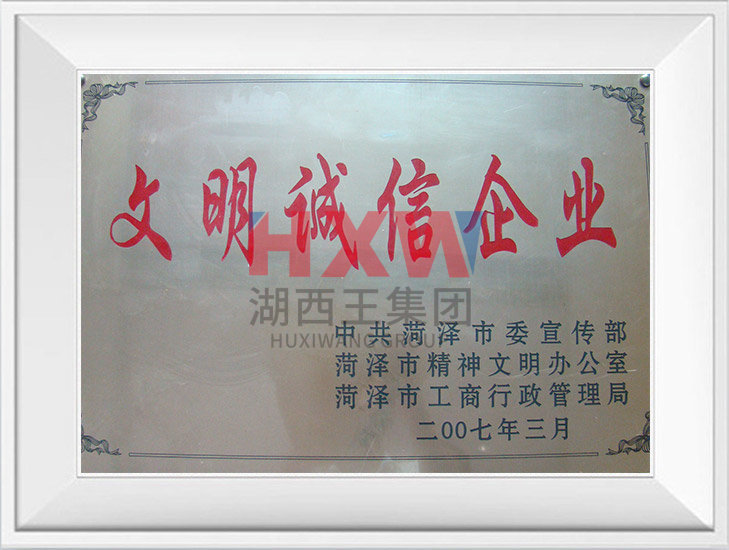 文明诚信企业
HXW
湖西王集团
HUXIWANG GROUP
中共菏泽市委宣传部
菏泽市精神文明办公室
菏泽市工商行政管理局
二00七年三月